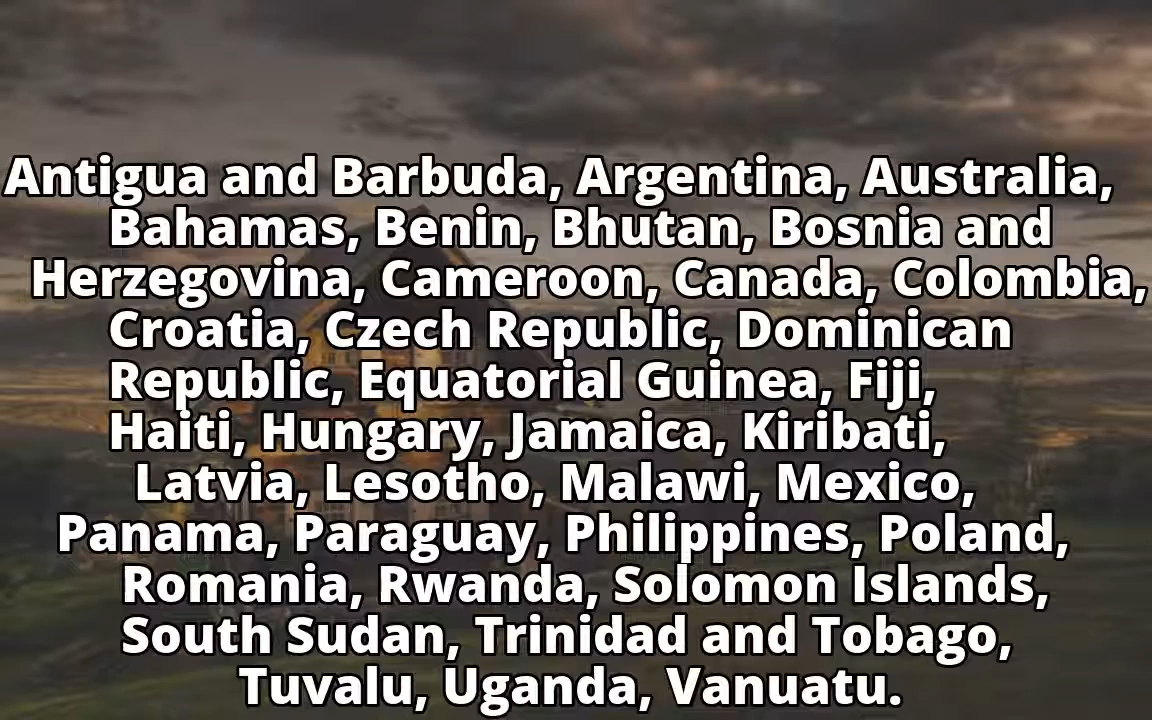 Antigua and Barbuda, Argentina, Australia,
Bahamas, Benin, Bhutan, Bosnia and
Herzegovina, Cameroon, Canada, Colombia,
Croatia, Czech Republic, Dominican
Republic, Equatorial Guinea, Fiji,
Haiti, Hungary, Jamaica, Kiribati,
Latvia, Lesotho, Malawi, Mexico,
Panama, Paraguay, Philippines, Poland,
Romania, Rwanda, Solomon Islands,
South Sudan, Trinidad and Tobago,
Tuvalu, Uganda, Vanuatu.